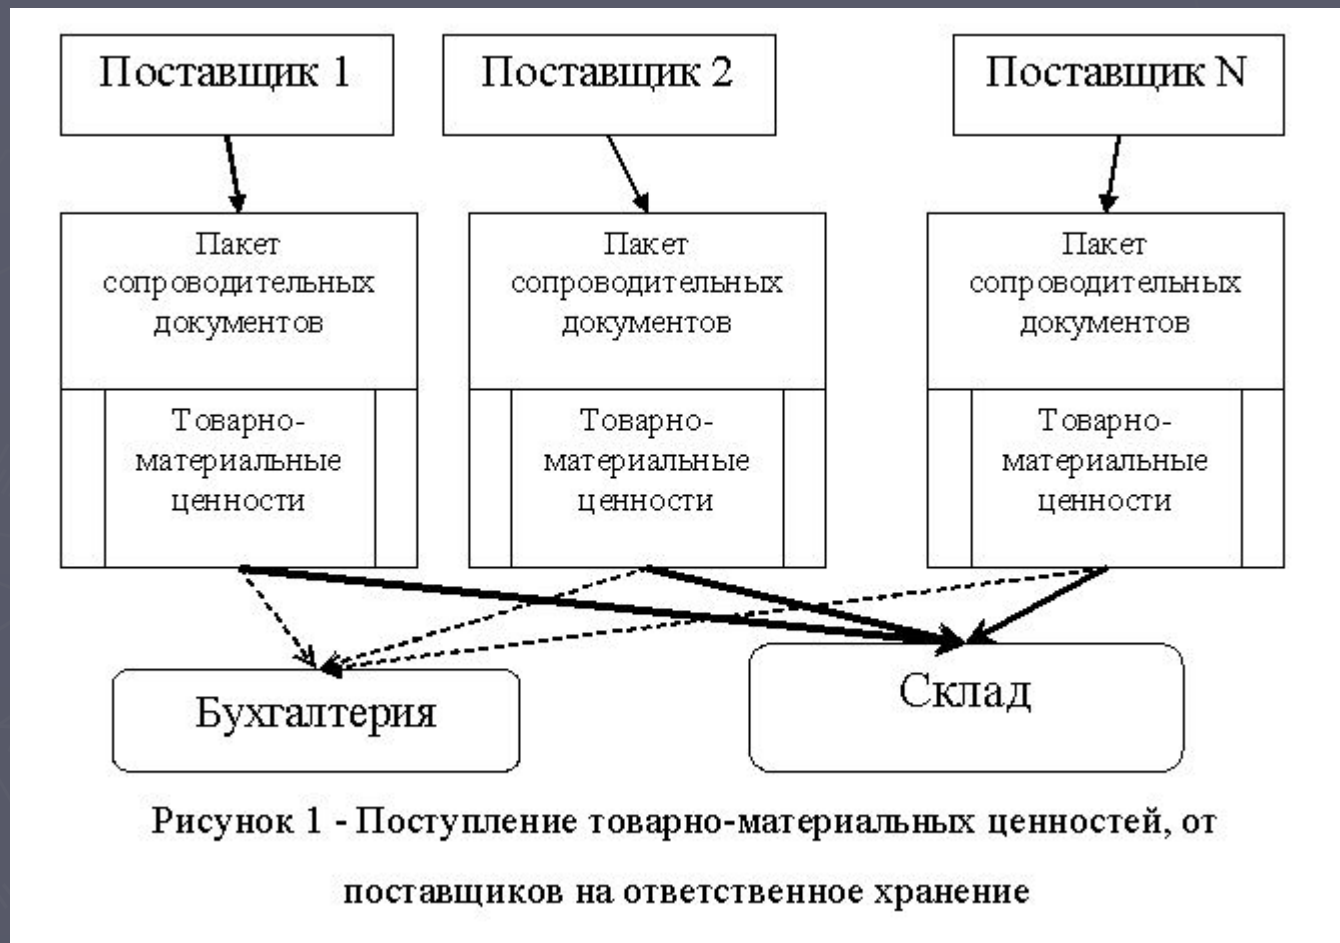 Поставщик 1
Поставщик 2
Поставщик N
Пакет
сопроводительных
документов
Пакет
сопроводительных
документов
Пакет
сопроводительных
документов
Товарно-
материальные
ценности
Товарно-
материальные
ценности
Товарно-
материальные
ценности
Бухгалтерия
Склад
Рисунок 1 - Поступление товарно-материальных ценностей, от
поставщиков на ответственное хранение